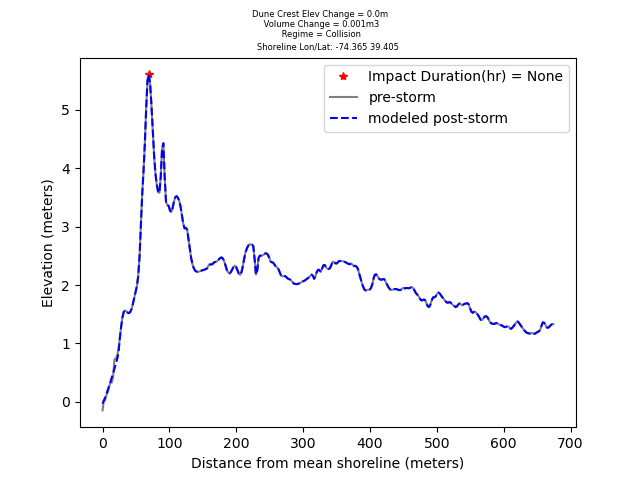 Dune Crest Elev Change = 0.0m
Volume Change = 0.001m3
Regime = Collision
Shoreline Lon/Lat: -74.365 39.405
Impact Duration(hr) = None
pre-storm
modeled post-storm
Elevation (meters)
5
4
3
2
1
0
0 100 200 300 400 500 600 700
Distance from mean shoreline (meters)